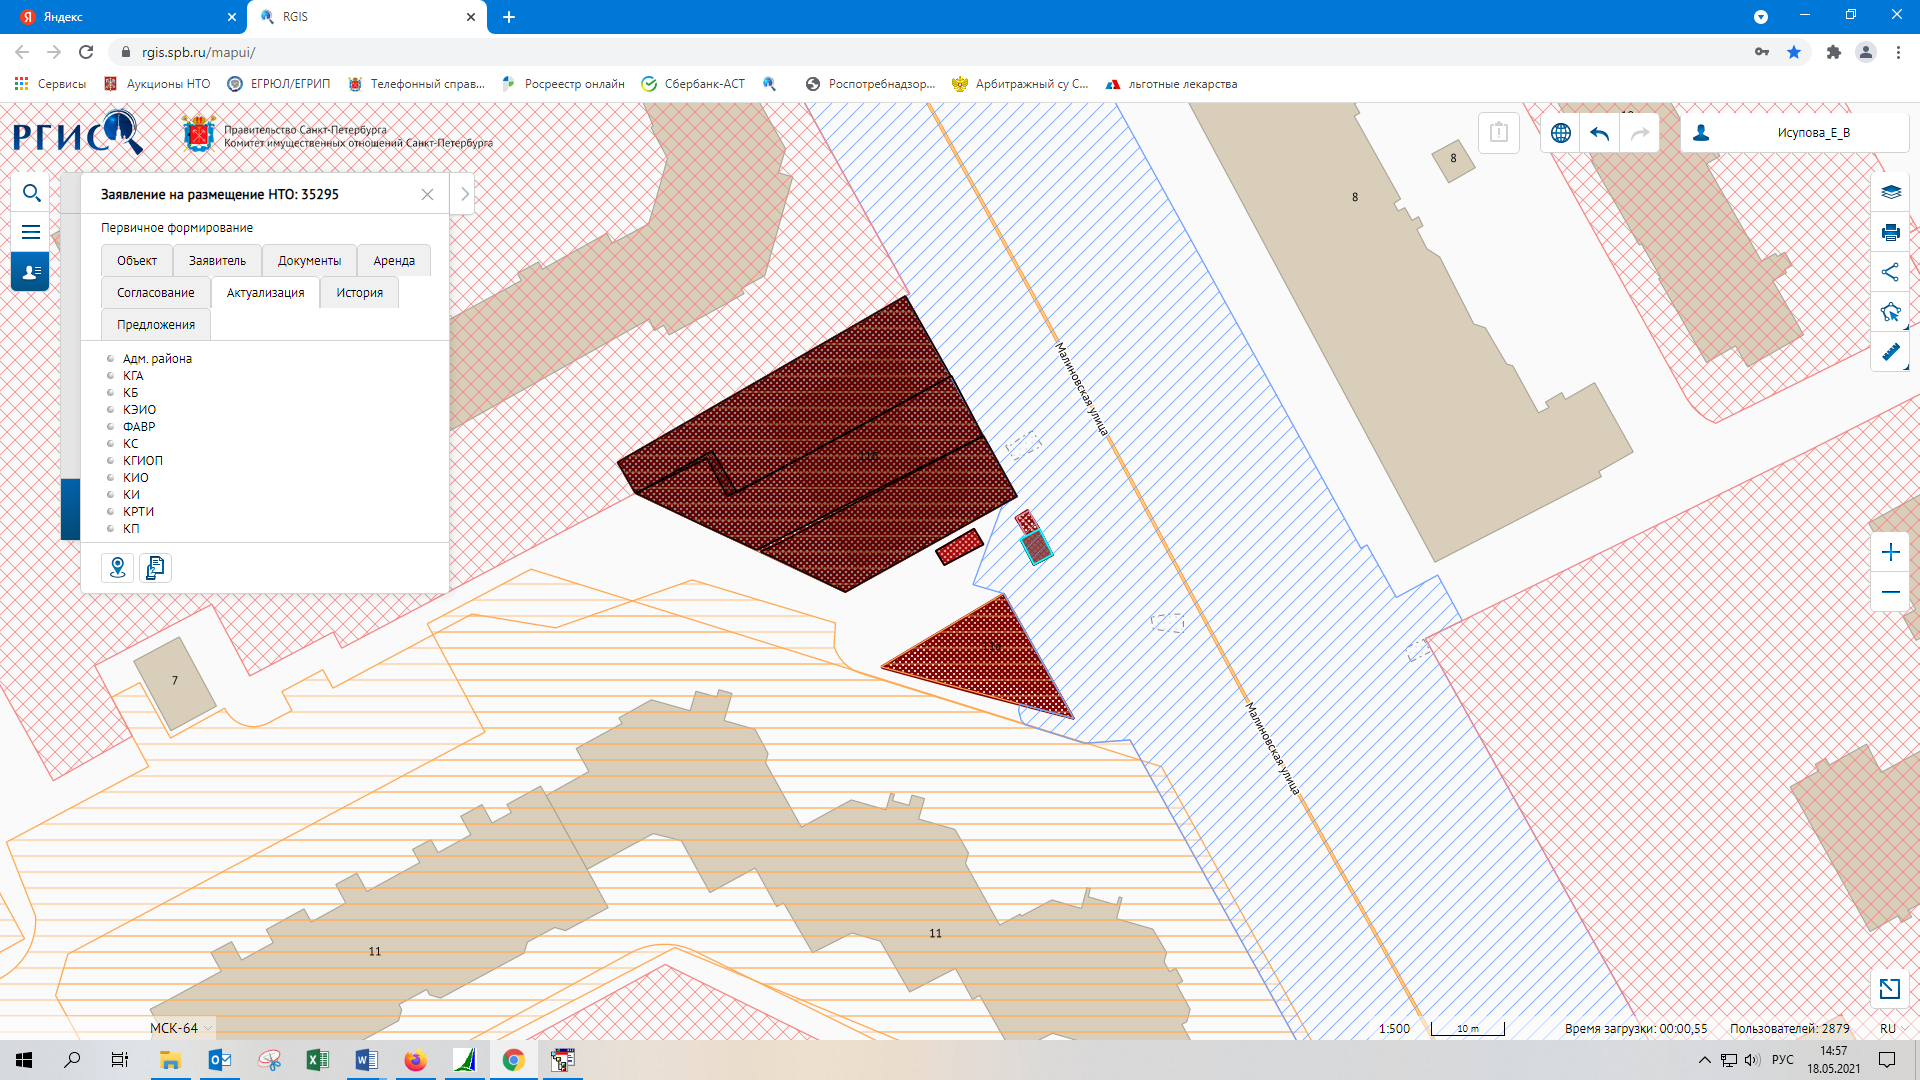 Яндекс
RGIS
rgis.spb.ru/mapui/
Сервисы
Аукционы НТО
ЕГРЮЛ/ЕГРИП
Телефонный справ...
Росреестр онлайн
Сбербанк-АСТ
Роспотребнадзор...
Арбитражный су С...
льготные лекарства
РГИС
Правительство Санкт-Петербурга
Комитет имущественных отношений Санкт-Петербурга
Исупова_Е_В
Заявление на размещение НТО: 35295
Первичное формирование
Объект
Заявитель
Документы
Аренда
Согласование
Актуализация
История
Предложения
Адм. района
КГА
КБ
КЭИО
ФАВР
КС
КГИОП
КИО
КИ
КРТИ
КП
8
8
Малиновская улица
7
Малиновская улица
11
11
МСК-64
1:500
10 m
Время загрузки: 00:00,55
Пользователей: 2879
RU
РУС
14:57
18.05.2021